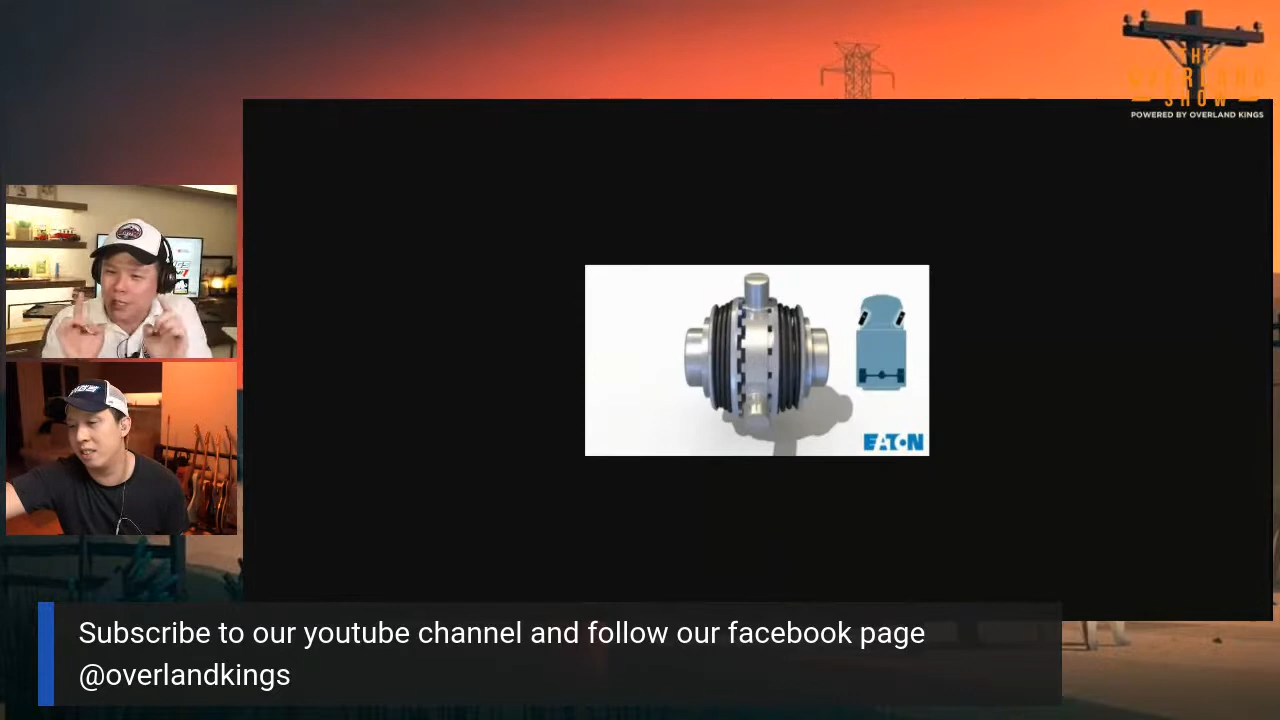 THE
OVERLAND
SHOW
POWERED BY OVERLAND KINGS
EATON
Subscribe to our youtube channel and follow our facebook page
@overlandkings